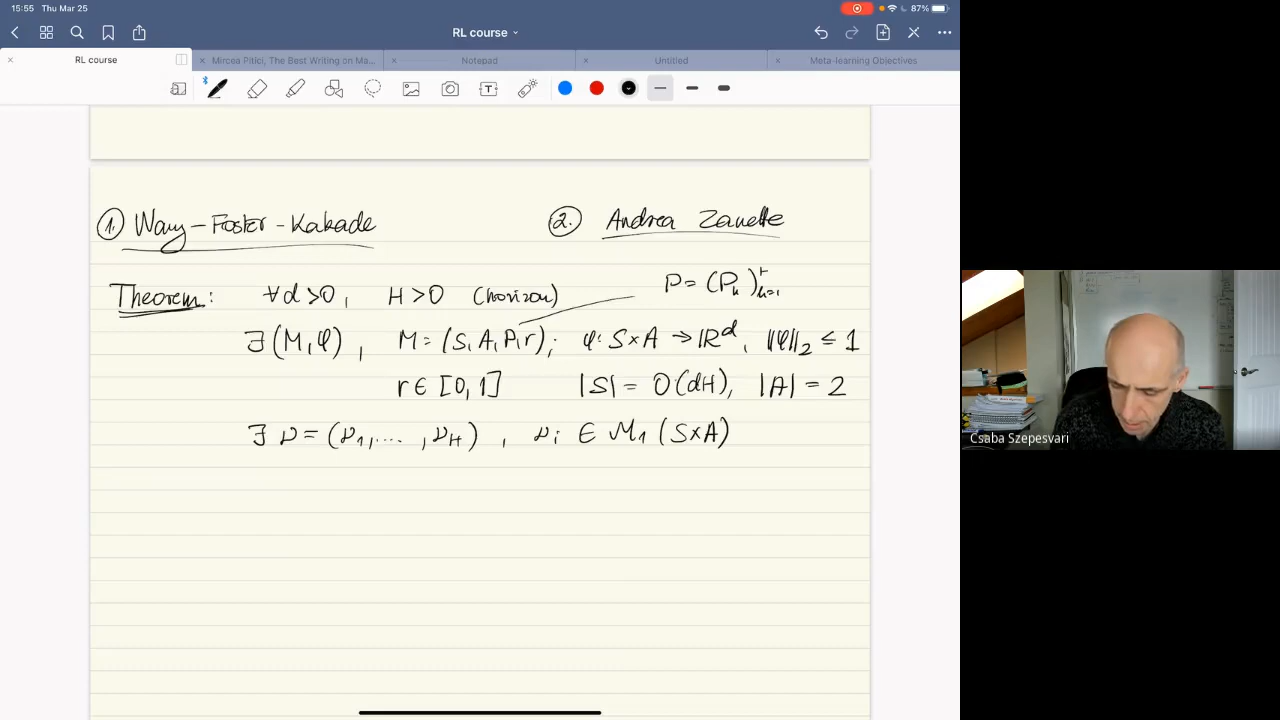 15:55 Thu Mar 25
87%
RL course
RL course
Mircea Pitici, The Best Writing on Ma...
Notepad
Untitled
Meta-learning Objectives
① Wang – Foster – Kakade
② Andrea Zanette
Theorem: ∀d >0, H >0 (horizon) P = (P_h)_{h=1}^H
∃ (M, φ), M = (S, A, P, r); φ: S×A → ℝ^d, ‖φ‖_2 ≤ 1
r ∈ [0, 1] |S| = O(dH), |A| = 2
∃ ν = (ν_1, ..., ν_H), ν_i ∈ M_1 (S×A)
Csaba Szepesvari